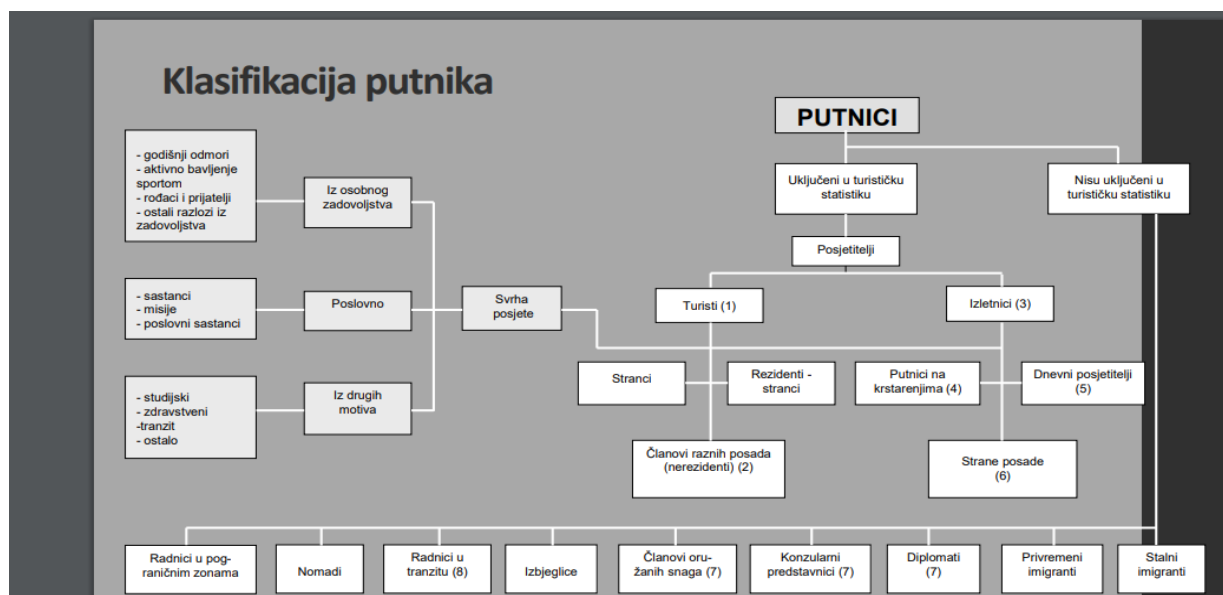 Klasifikacija putnika
PUTNICI
- godišnji odmori
- aktivno bavljenje
sportom
- rođaci i prijatelji
- ostali razlozi iz
zadovoljstva
Iz osobnog
zadovoljstva
Uključeni u turističku
statistiku
Nisu uključeni u
turističku statistiku
Posjetitelji
- sastanci
- misije
- poslovni sastanci
Poslovno
Svrha
posjete
Turisti (1)
Izletnici (3)
Stranci
Rezidenti -
stranci
Putnici na
krstarenjima (4)
Dnevni posjetitelji
(5)
- studijski
- zdravstveni
-tranzit
- ostalo
Iz drugih
motiva
Članovi raznih posada
(nerezidenti) (2)
Strane posade
(6)
Radnici u pog-
raničnim zonama
Nomadi
Radnici u
tranzitu (8)
Izbjeglice
Članovi oru-
žanih snaga (7)
Konzularni
predstavnici (7)
Diplomati
(7)
Privremeni
imigranti
Stalni
imigranti